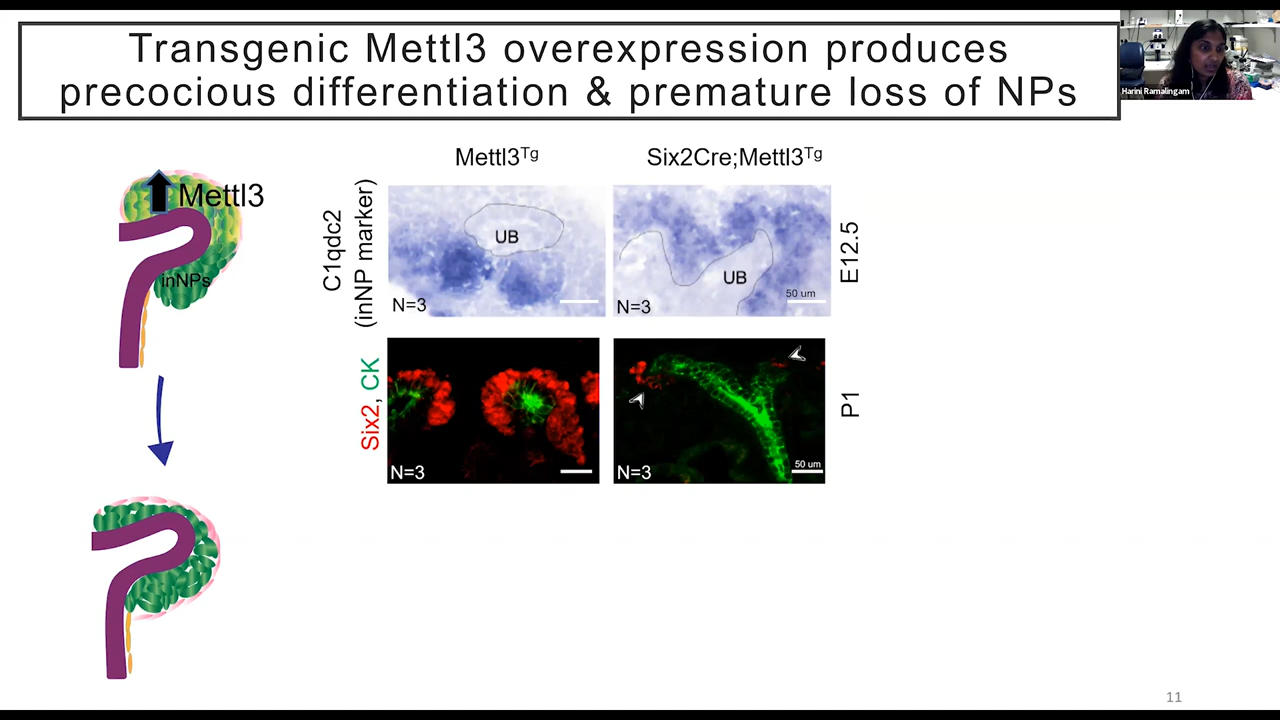 Transgenic Mettl3 overexpression produces
precocious differentiation & premature loss of NPs
Harini Ramalingam
Mettl3
inNPs
Mettl3Tg
Six2Cre;Mettl3Tg
C1qdc2
(inNP marker)
UB
N=3
UB
50 um
N=3
E12.5
Six2, CK
N=3
50 um
N=3
P1
11